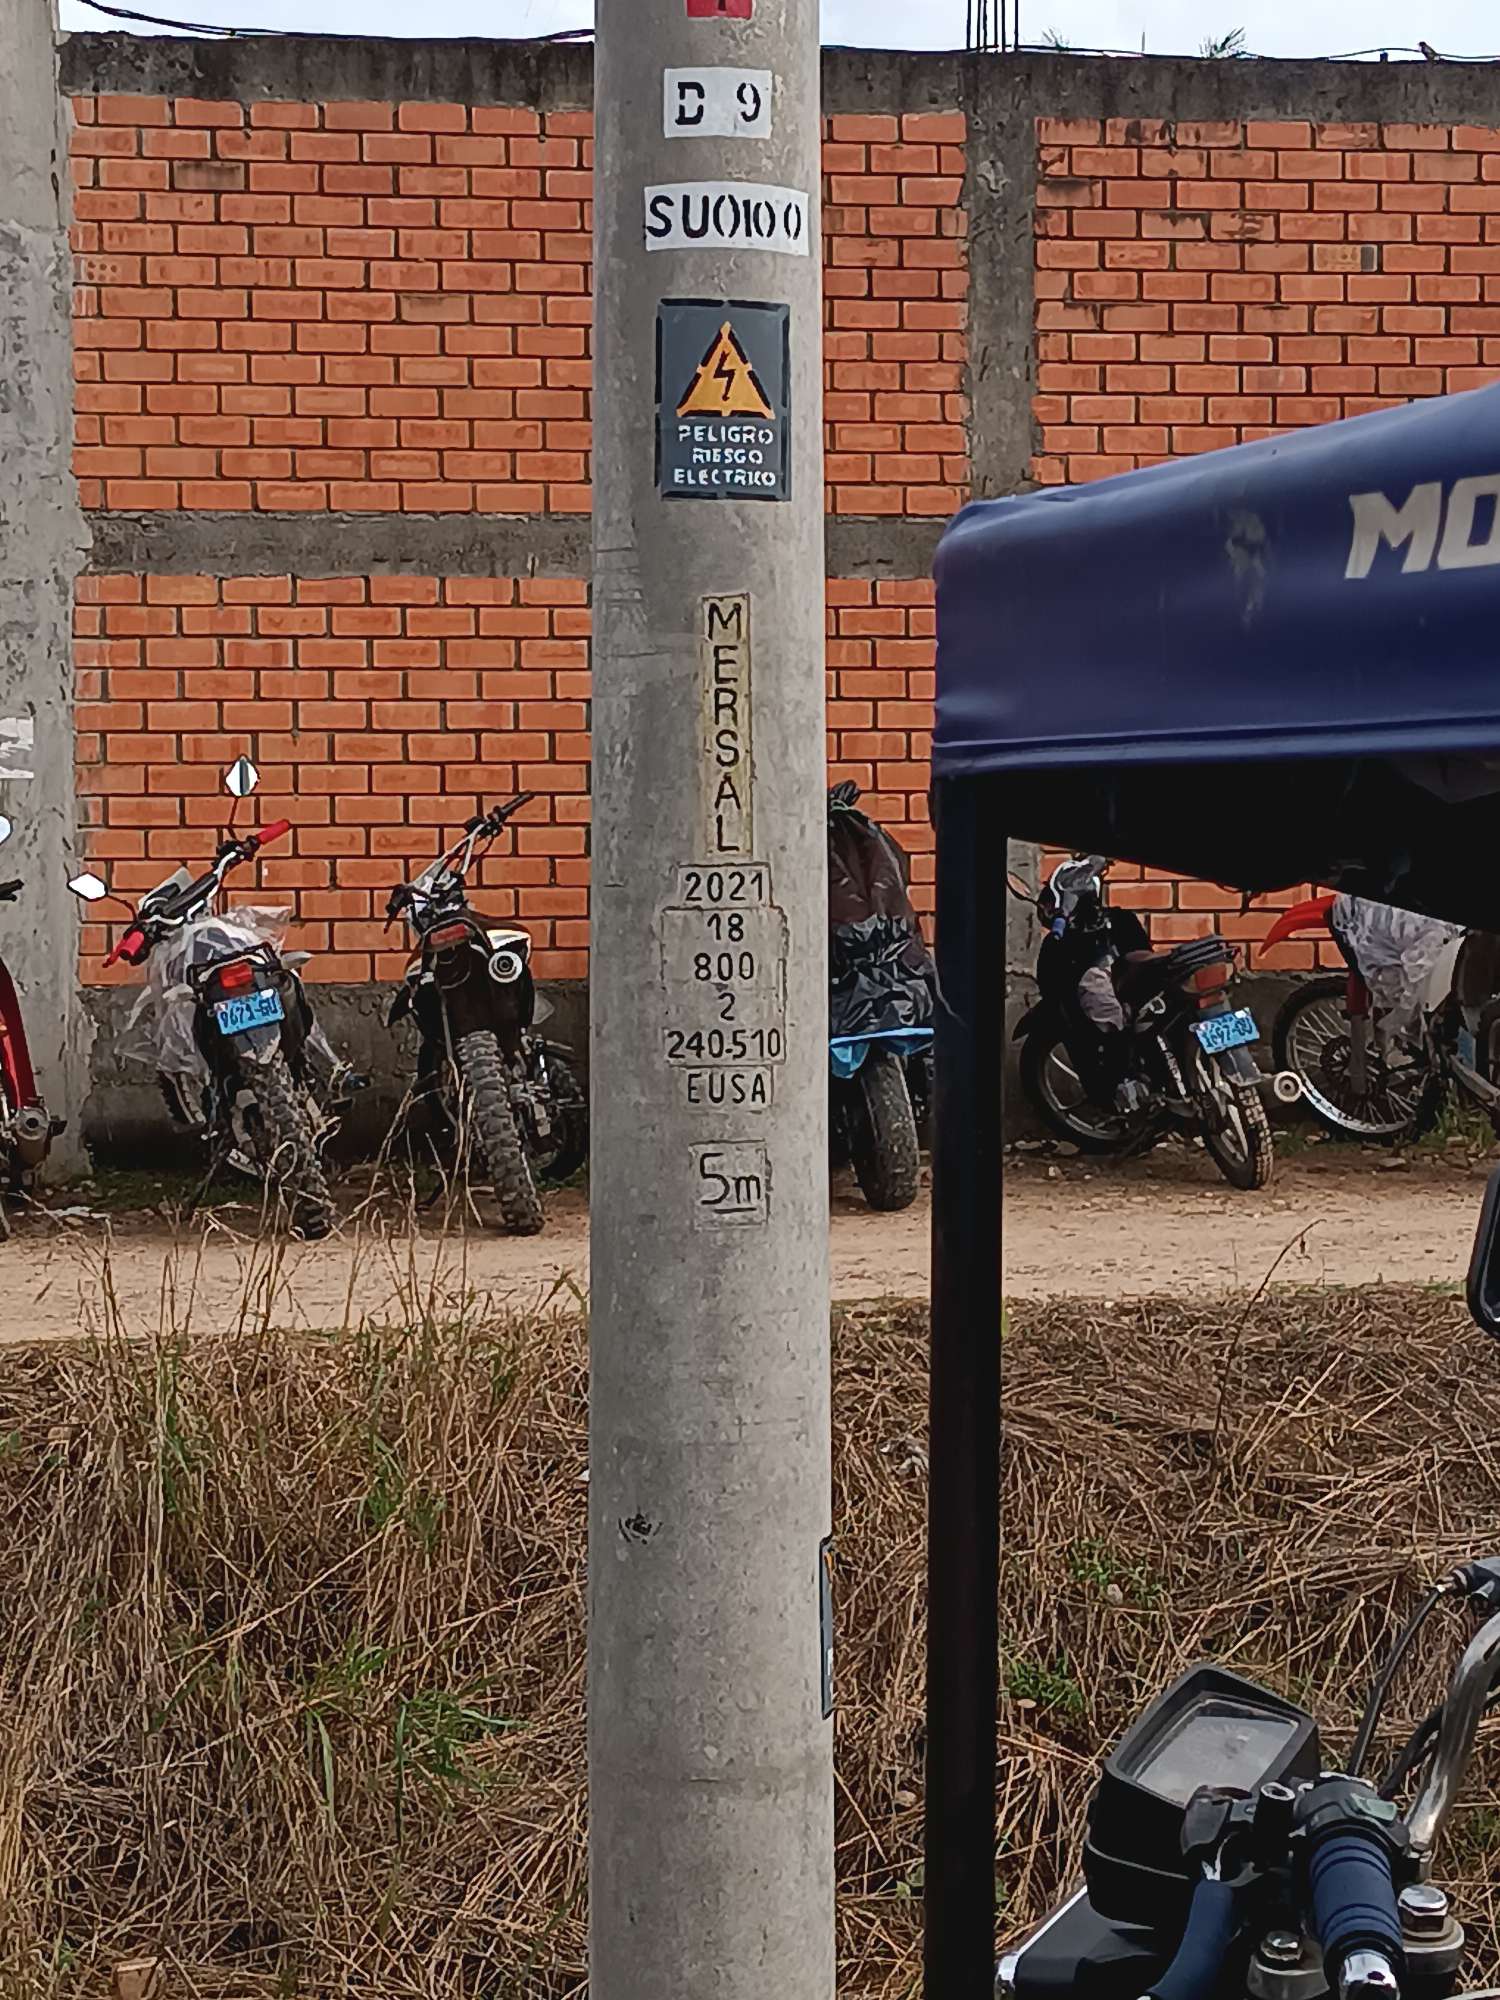 D 9
SU0100
PELIGRO
RIESGO
ELECTRICO
MERSAL
2021
18
800
2
240-510
EUSA
5m
MO